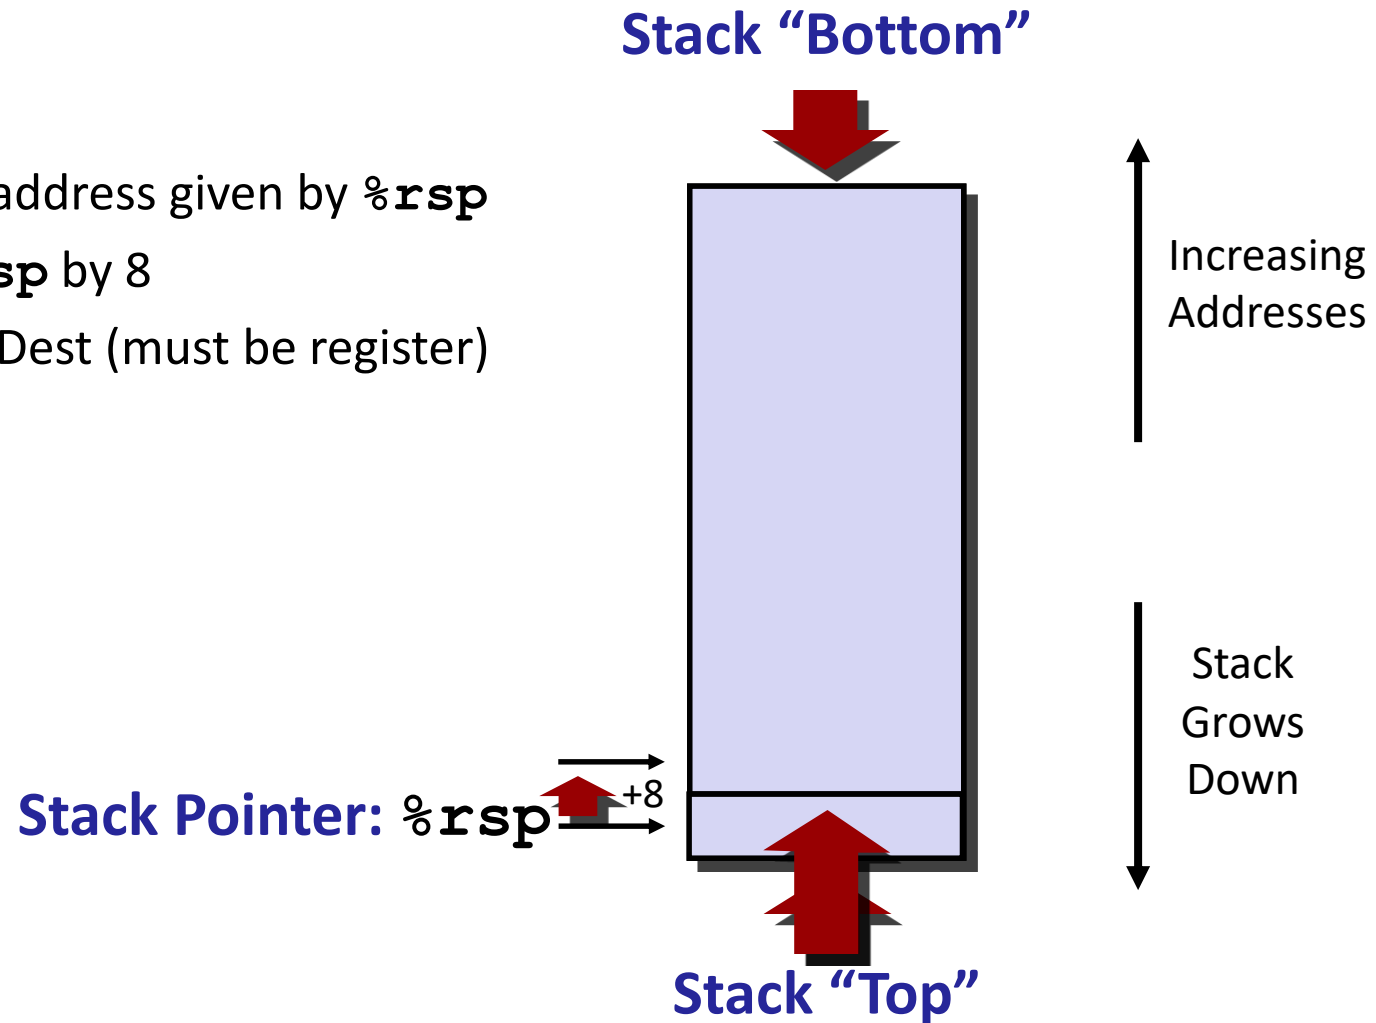 Stack “Bottom”
address given by %rsp
sp by 8
Dest (must be register)
Increasing
Addresses
Stack
Grows
Down
+8
Stack Pointer: %rsp
Stack “Top”